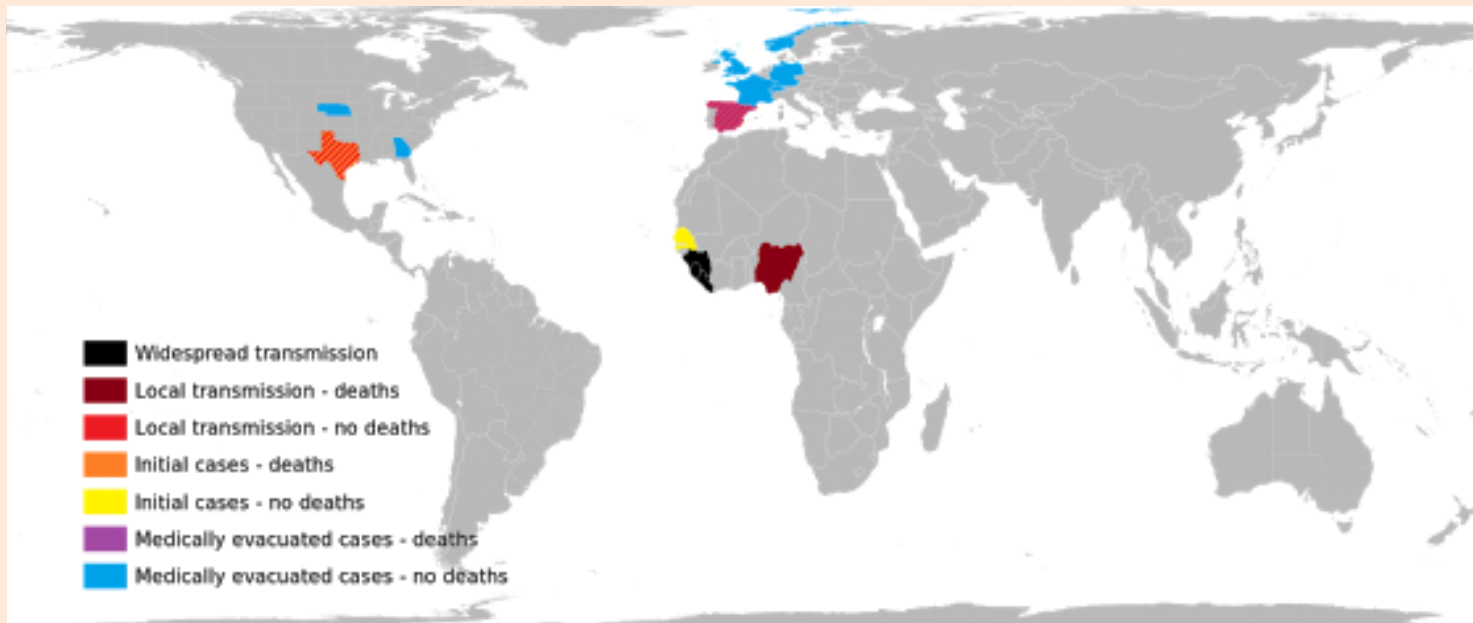 Widespread transmission
Local transmission - deaths
Local transmission - no deaths
Initial cases - deaths
Initial cases - no deaths
Medically evacuated cases - deaths
Medically evacuated cases - no deaths